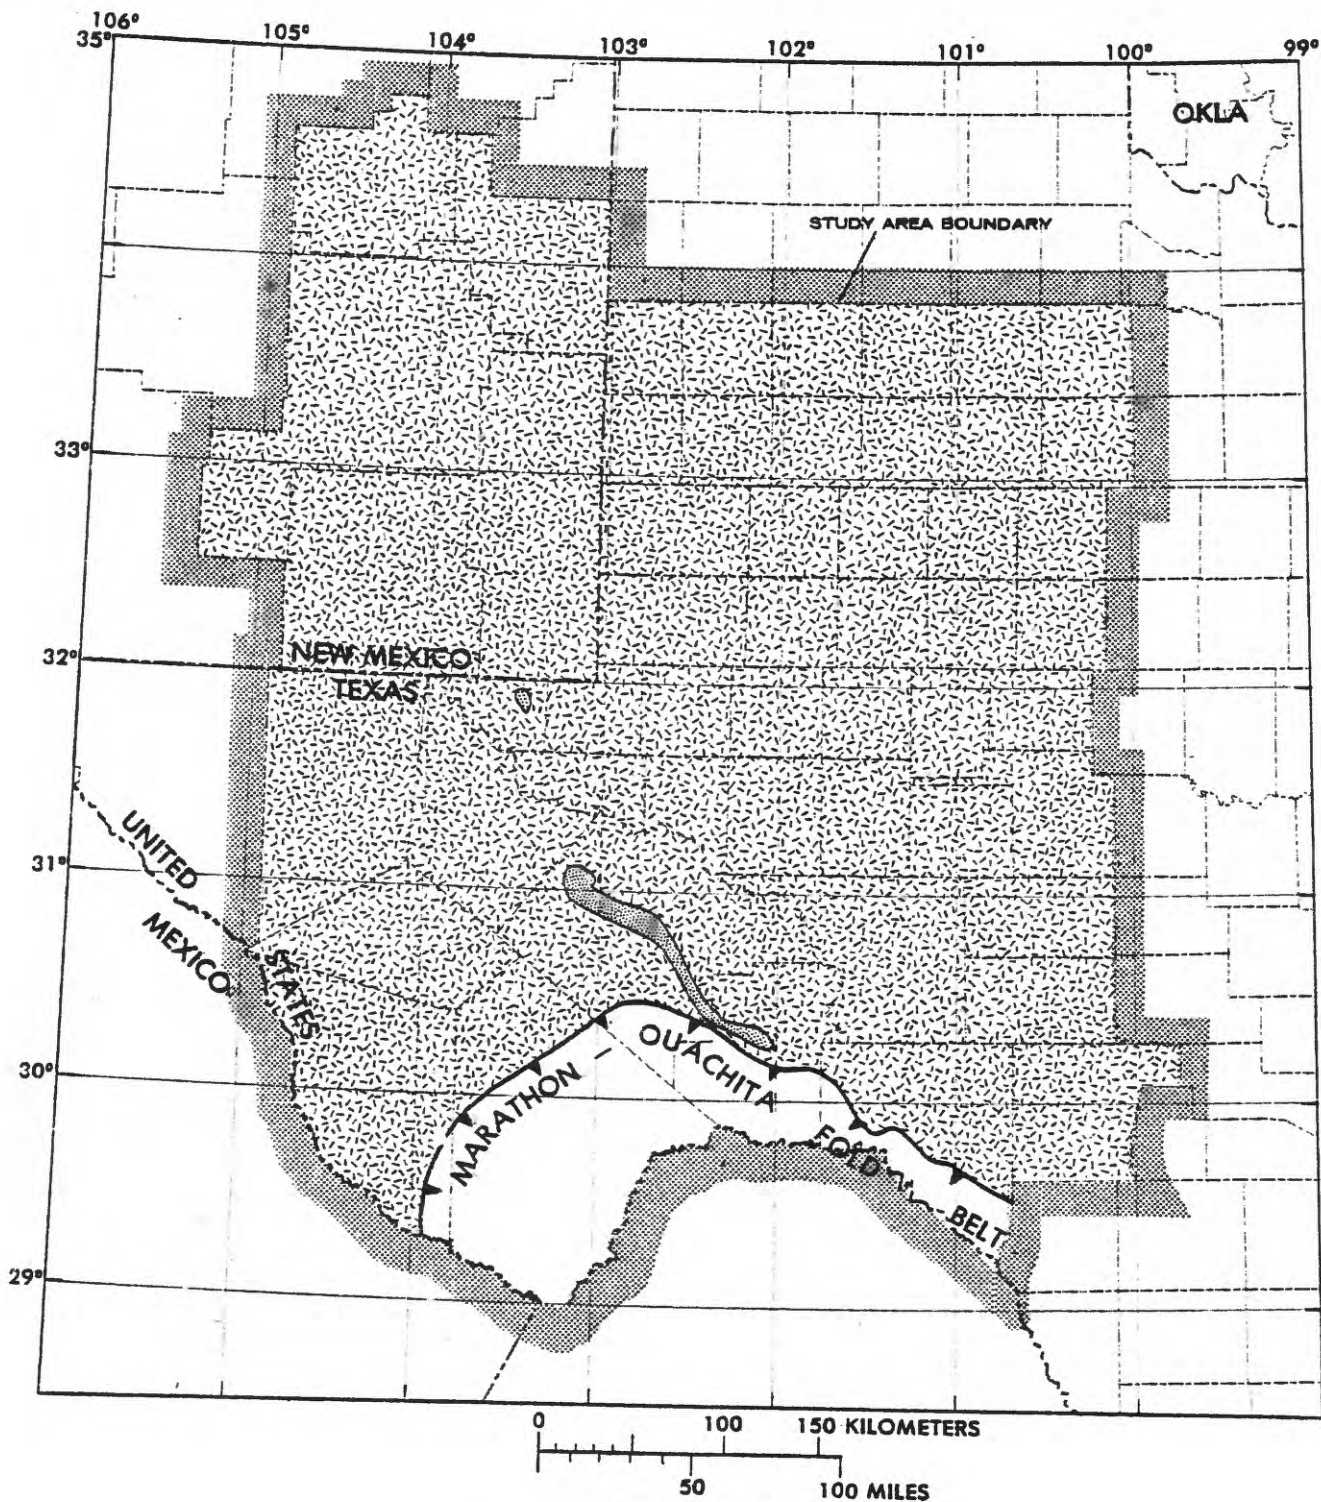 106°
105°
104°
103°
102°
101°
100°
99°
35°
OKLA
STUDY AREA BOUNDARY
33°
32°
NEW MEXICO
TEXAS
31°
UNITED
STATES
MEXICO
30°
MARATHON –
OUACHITA
FOLD
BELT
29°
0 100 150 KILOMETERS
50 100 MILES